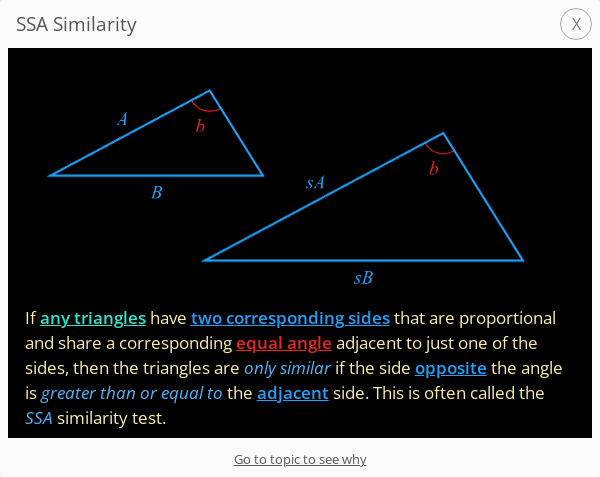 SSA Similarity
X
A
b
B
sA
b
sB
If any triangles have two corresponding sides that are proportional
and share a corresponding equal angle adjacent to just one of the
sides, then the triangles are only similar if the side opposite the angle
is greater than or equal to the adjacent side. This is often called the
SSA similarity test.
Go to topic to see why